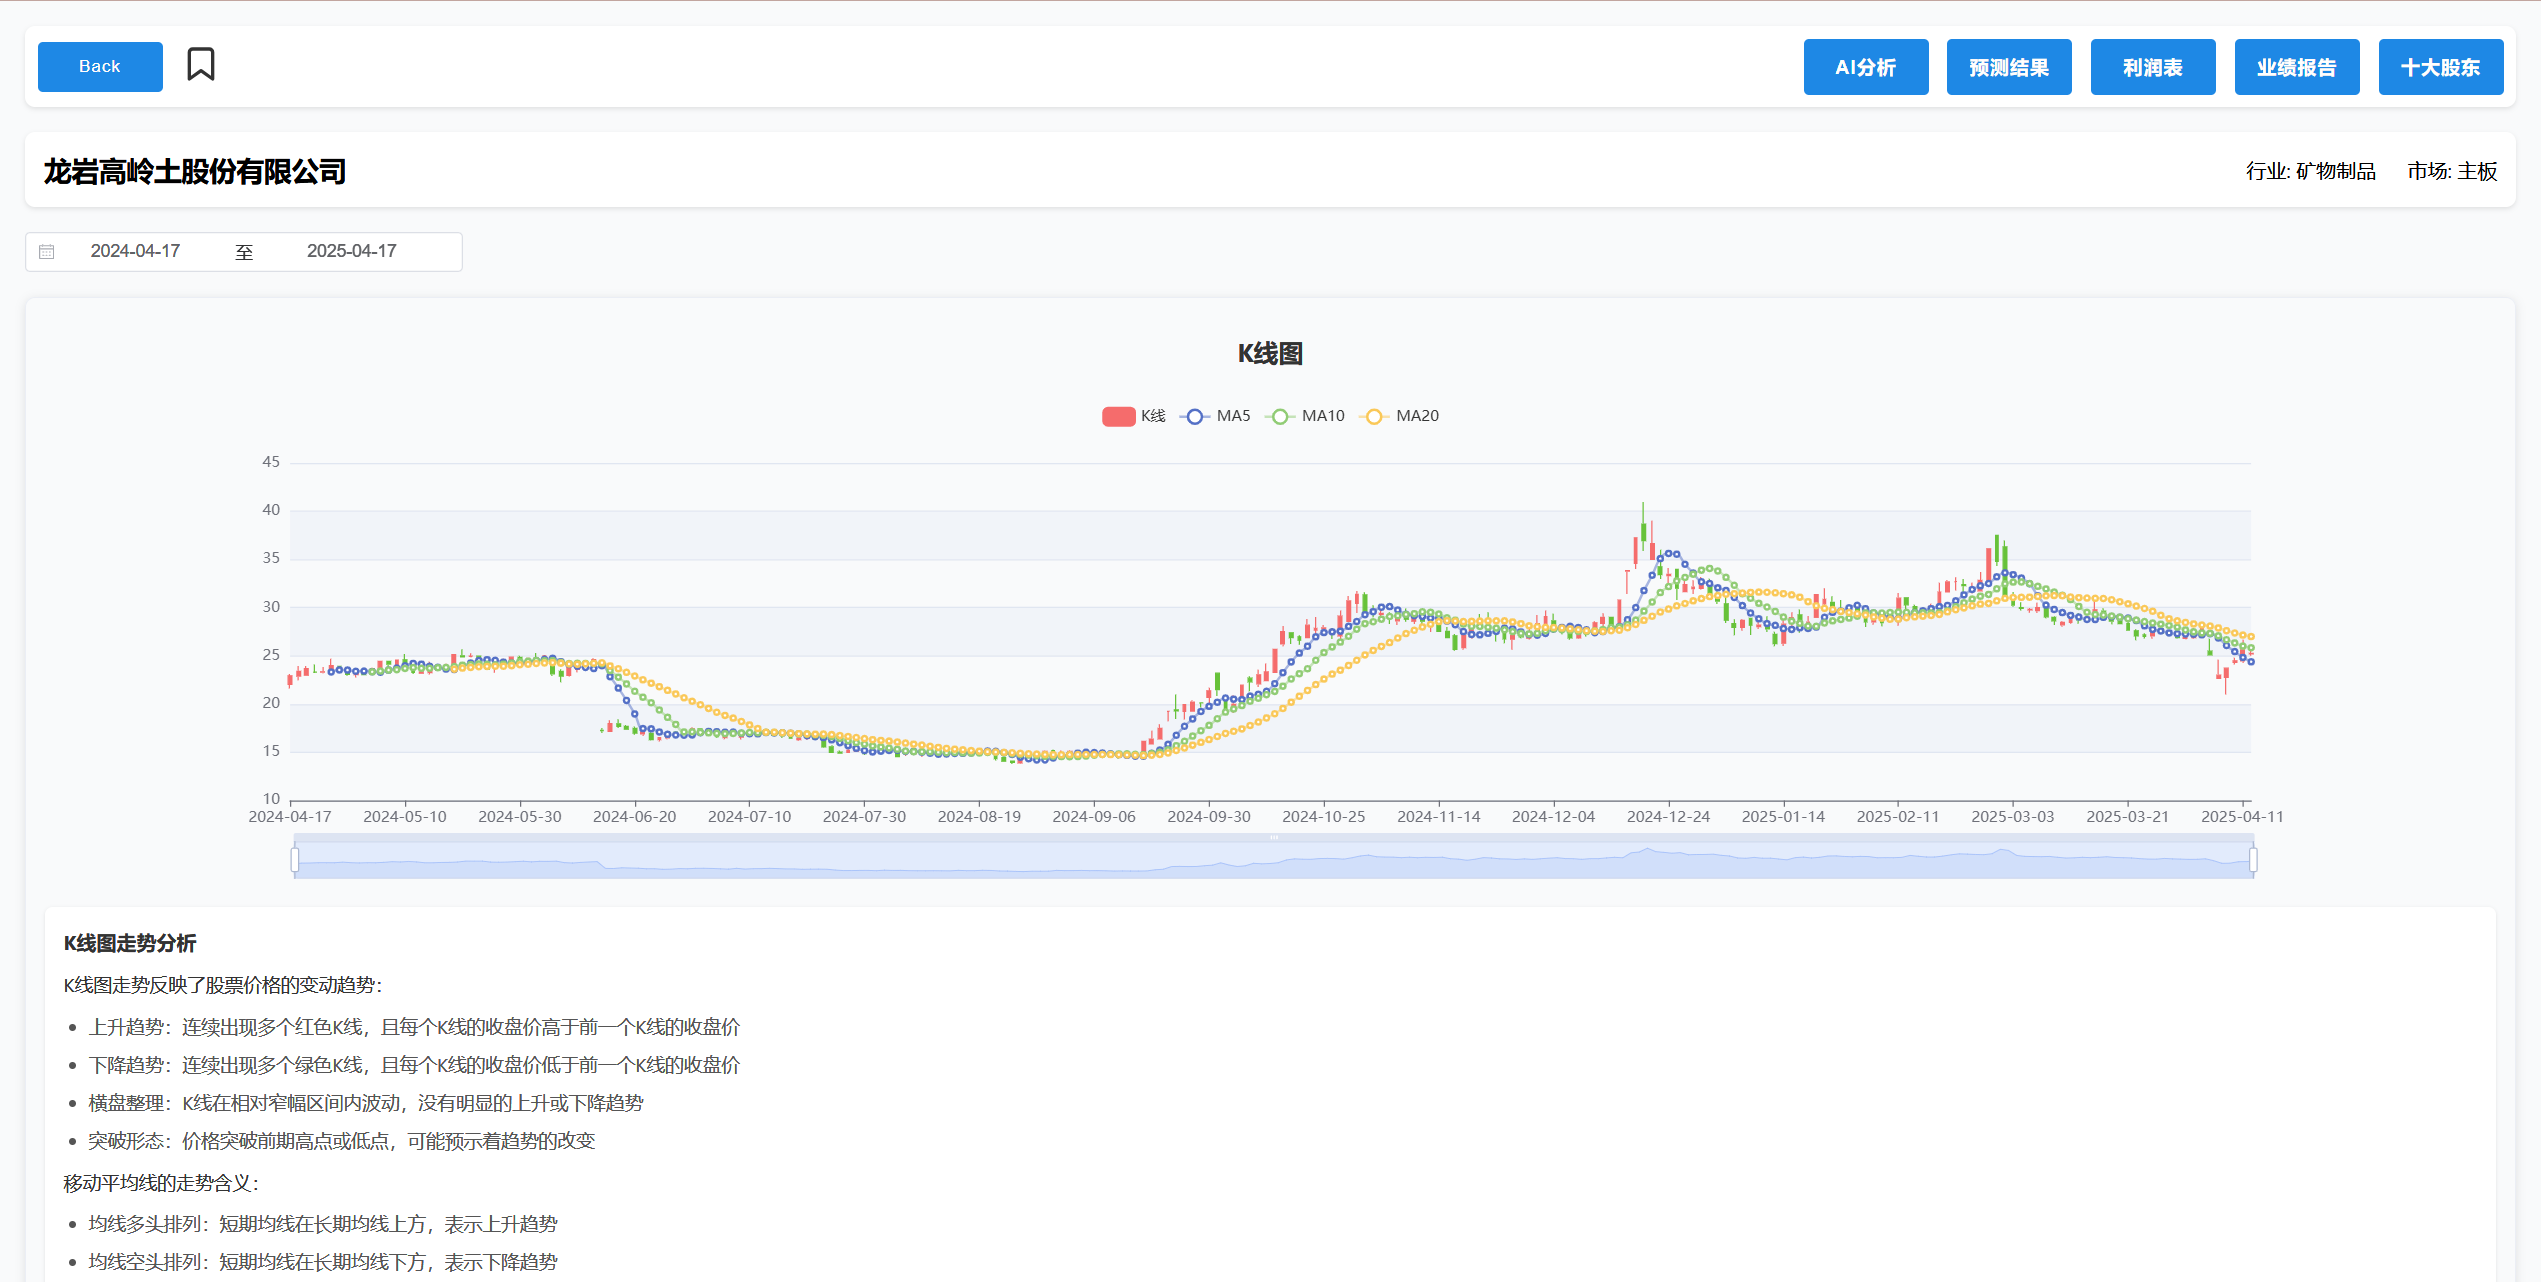 Back
AI分析
预测结果
利润表
业绩报告
十大股东
龙岩高岭土股份有限公司
行业: 矿物制品
市场: 主板
2024-04-17 至 2025-04-17
K线图
K线 MA5 MA10 MA20
45
40
35
30
25
20
15
10
2024-04-17 2024-05-10 2024-05-30 2024-06-20 2024-07-10 2024-07-30 2024-08-19 2024-09-06 2024-09-30 2024-10-25 2024-11-14 2024-12-04 2024-12-24 2025-01-14 2025-02-11 2025-03-03 2025-03-21 2025-04-11
K线图走势分析
K线图走势反映了股票价格的变动趋势：
• 上升趋势：连续出现多个红色K线，且每个K线的收盘价高于前一个K线的收盘价
• 下降趋势：连续出现多个绿色K线，且每个K线的收盘价低于前一个K线的收盘价
• 横盘整理：K线在相对窄幅区间内波动，没有明显的上升或下降趋势
• 突破形态：价格突破前期高点或低点，可能预示着趋势的改变
移动平均线的走势含义：
• 均线多头排列：短期均线在长期均线上方，表示上升趋势
• 均线空头排列：短期均线在长期均线下方，表示下降趋势